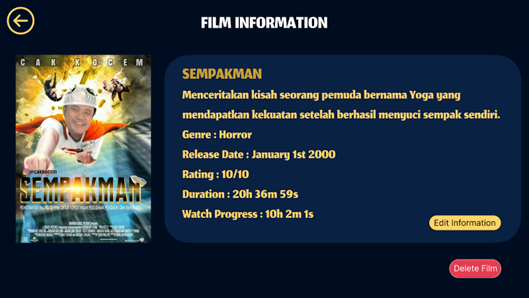 FILM INFORMATION
CAK KOCEM
@cakkocem
SEMPAKMAN
SEMPAKMAN
Menceritakan kisah seorang pemuda bernama Yoga yang
mendapatkan kekuatan setelah berhasil menyuci sempak sendiri.
Genre : Horror
Release Date : January 1st 2000
Rating : 10/10
Duration : 20h 36m 59s
Watch Progress : 10h 2m 1s
Edit Information
Delete Film